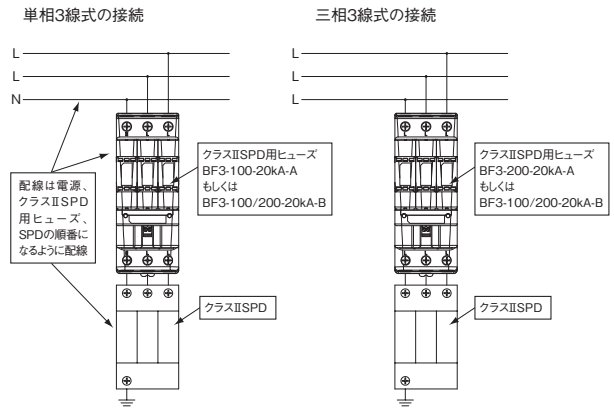 単相3線式の接続
L
L
N
クラスⅡSPD用ヒューズ
BF3-100-20kA-A
もしくは
BF3-100/200-20kA-B
配線は電源、
クラスⅡSPD
用ヒューズ、
SPDの順番に
なるように配線
クラスⅡSPD
三相3線式の接続
L
L
L
クラスⅡSPD用ヒューズ
BF3-200-20kA-A
もしくは
BF3-100/200-20kA-B
クラスⅡSPD